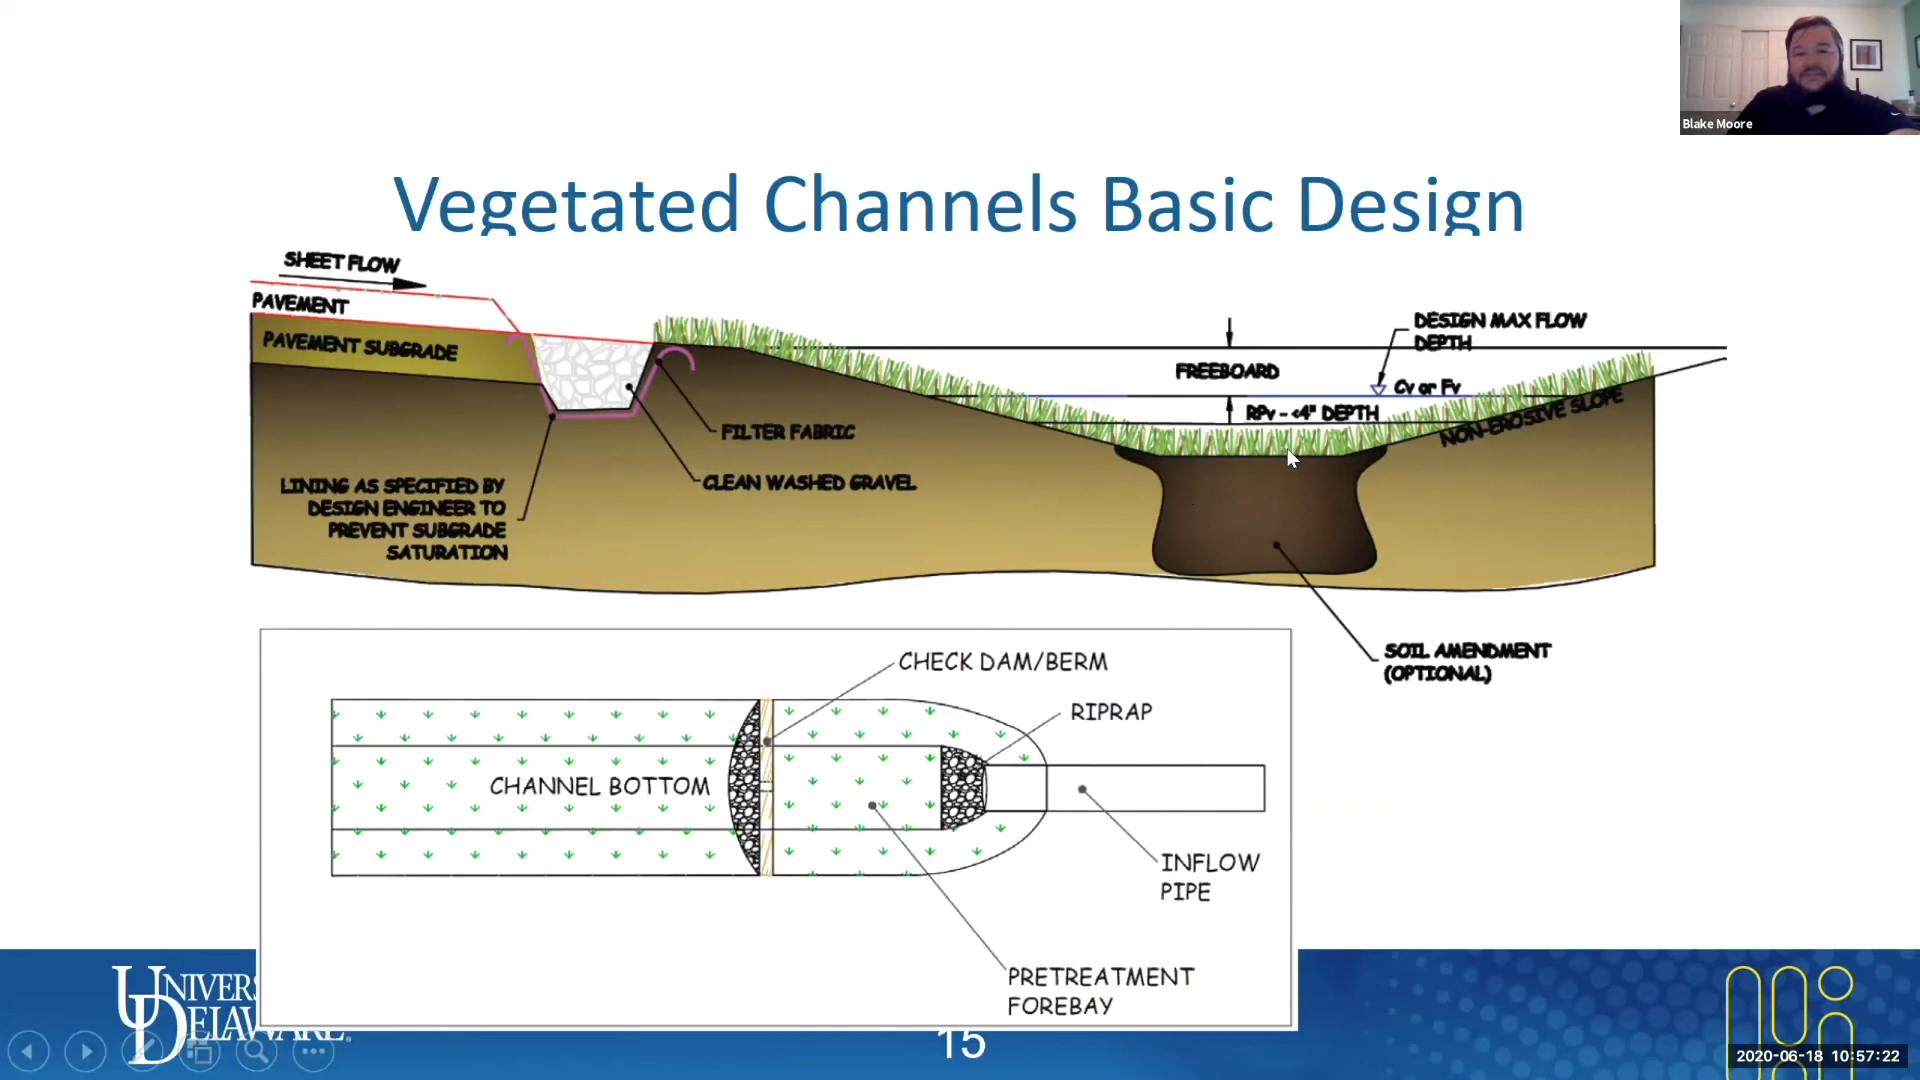 Blake Moore
Vegetated Channels Basic Design
SHEET FLOW
PAVEMENT
PAVEMENT SUBGRADE
FREEBOARD
DESIGN MAX FLOW
DEPTH
Cv or Fv
RPv - <4" DEPTH
NON-EROSIVE SLOPE
FILTER FABRIC
CLEAN WASHED GRAVEL
LINING AS SPECIFIED BY
DESIGN ENGINEER TO
PREVENT SUBGRADE
SATURATION
SOIL AMENDMENT
(OPTIONAL)
CHECK DAM/BERM
RIPRAP
CHANNEL BOTTOM
INFLOW
PIPE
PRETREATMENT
FOREBAY
UNIVERS
DELAWARE
15
2020-06-18 10:57:22